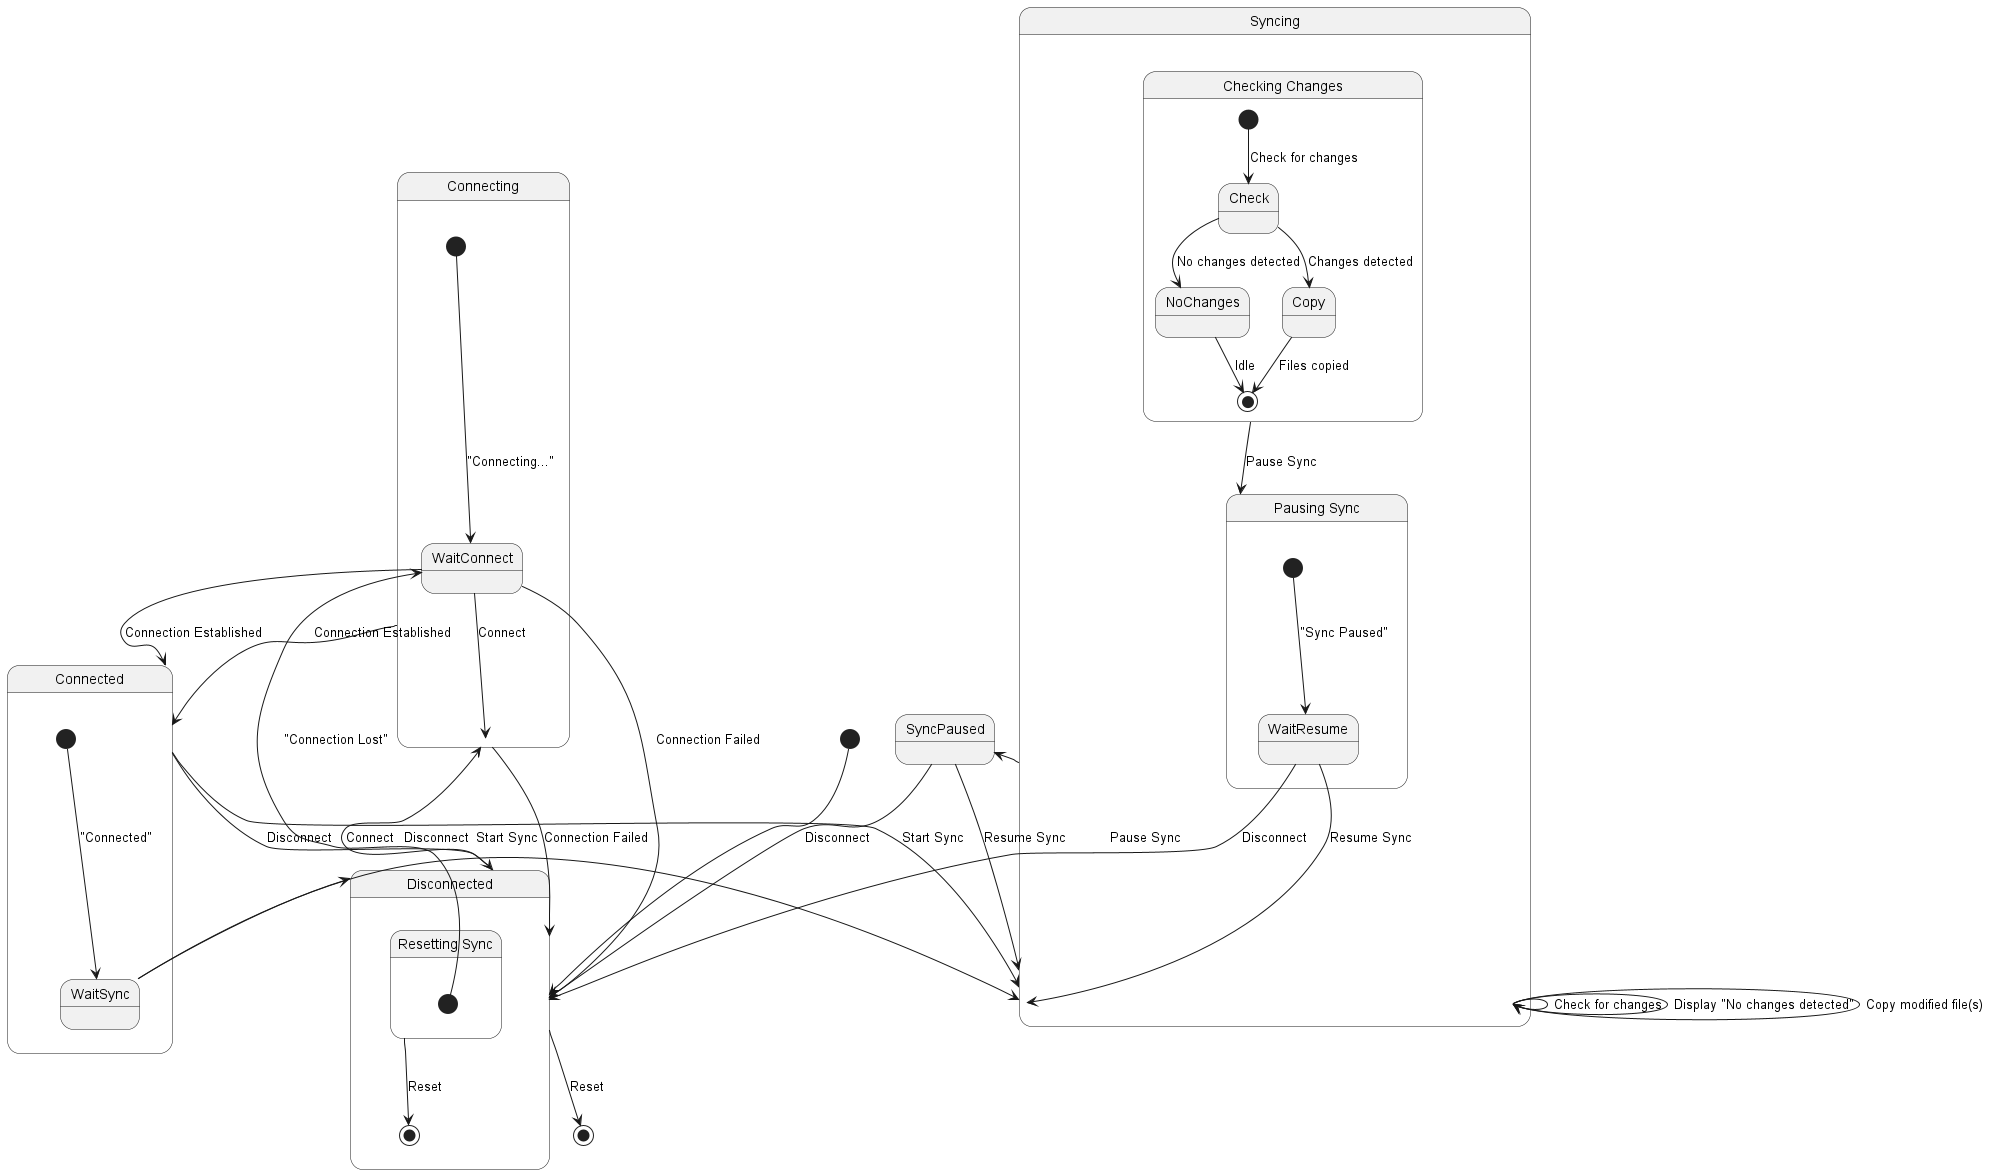 Syncing
Checking Changes
Check for changes
Connecting
Check
No changes detected
Changes detected
NoChanges
Copy
Idle
Files copied
"Connecting..."
Pause Sync
Pausing Sync
WaitConnect
Connection Established
Connection Established
Connect
"Sync Paused"
Connected
SyncPaused
WaitResume
"Connection Lost"
Connection Failed
"Connected"
Disconnect
Connect
Disconnect
Start Sync
Connection Failed
Disconnect
Start Sync
Resume Sync
Pause Sync
Disconnect
Resume Sync
Disconnected
Resetting Sync
WaitSync
Check for changes
Display "No changes detected"
Copy modified file(s)
Reset
Reset